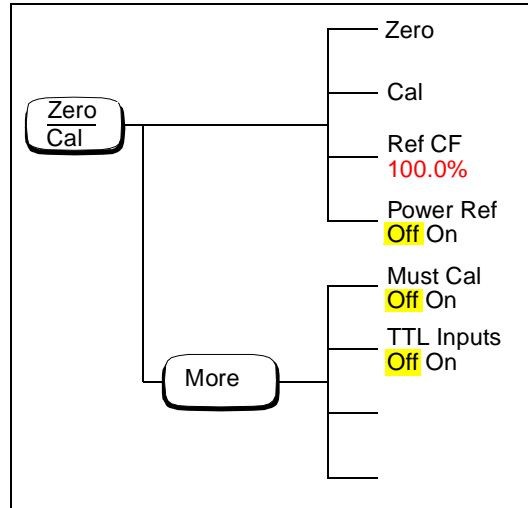 Zero
Cal
Zero
Cal
Ref CF
100.0%
Power Ref
Off On
Must Cal
Off On
TTL Inputs
Off On
More